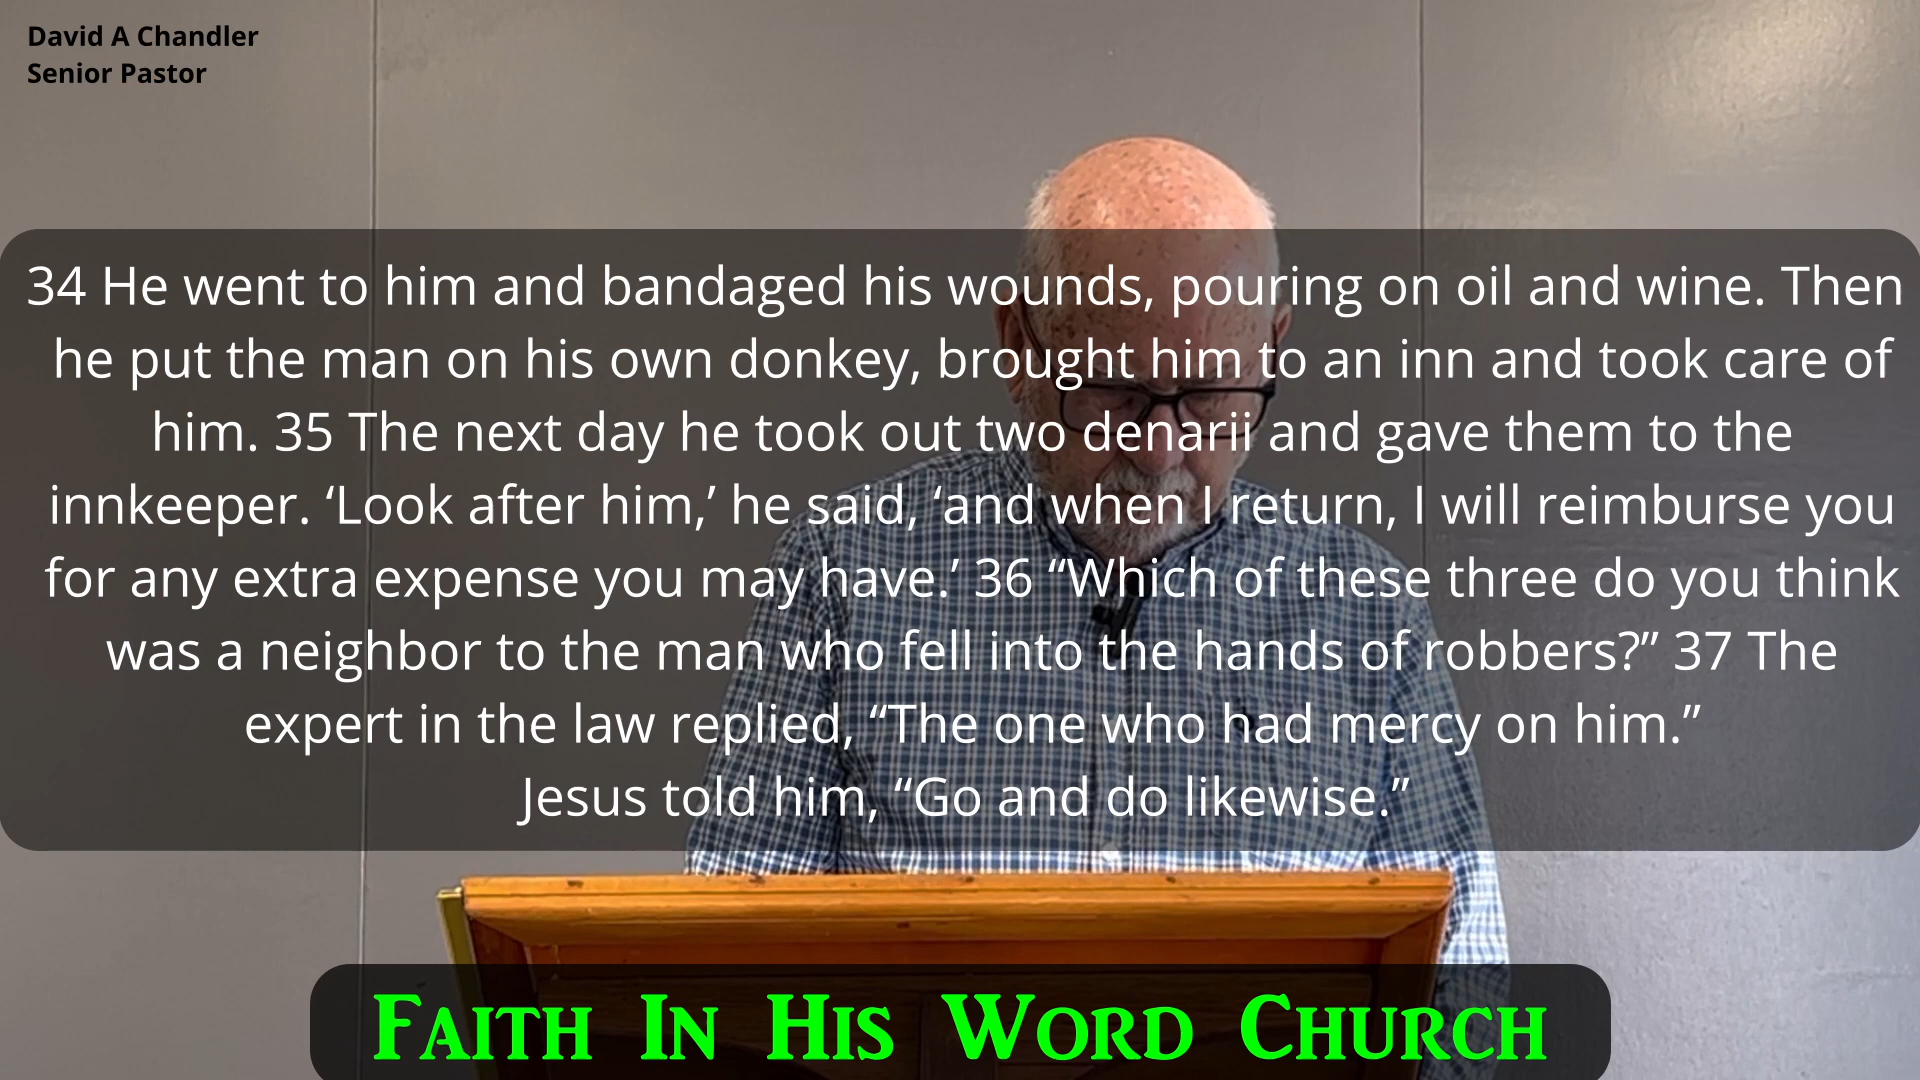 David A Chandler
Senior Pastor
34 He went to him and bandaged his wounds, pouring on oil and wine. Then
he put the man on his own donkey, brought him to an inn and took care of
him. 35 The next day he took out two denarii and gave them to the
innkeeper. ‘Look after him,’ he said, ‘and when I return, I will reimburse you
for any extra expense you may have.’ 36 “Which of these three do you think
was a neighbor to the man who fell into the hands of robbers?” 37 The
expert in the law replied, “The one who had mercy on him.”
Jesus told him, “Go and do likewise.”
Faith In His Word Church